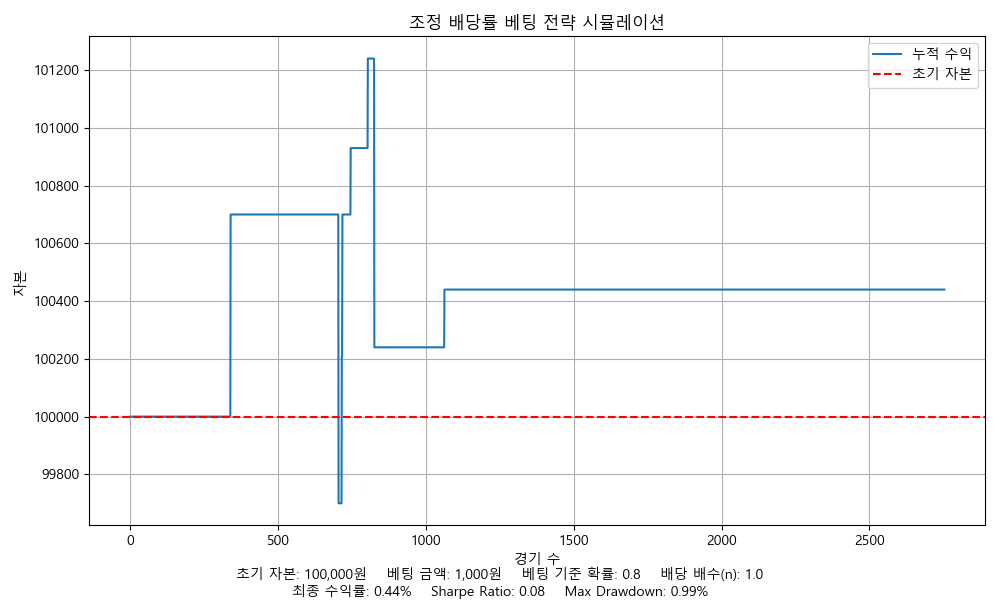 조정 배당률 베팅 전략 시뮬레이션
누적 수익
초기 자본
101200
101000
100800
100600
100400
100200
100000
99800
자본
0 500 1000 1500 2000 2500
경기 수
초기 자본: 100,000원 베팅 금액: 1,000원 베팅 기준 확률: 0.8 배당 배수(n): 1.0
최종 수익률: 0.44% Sharpe Ratio: 0.08 Max Drawdown: 0.99%